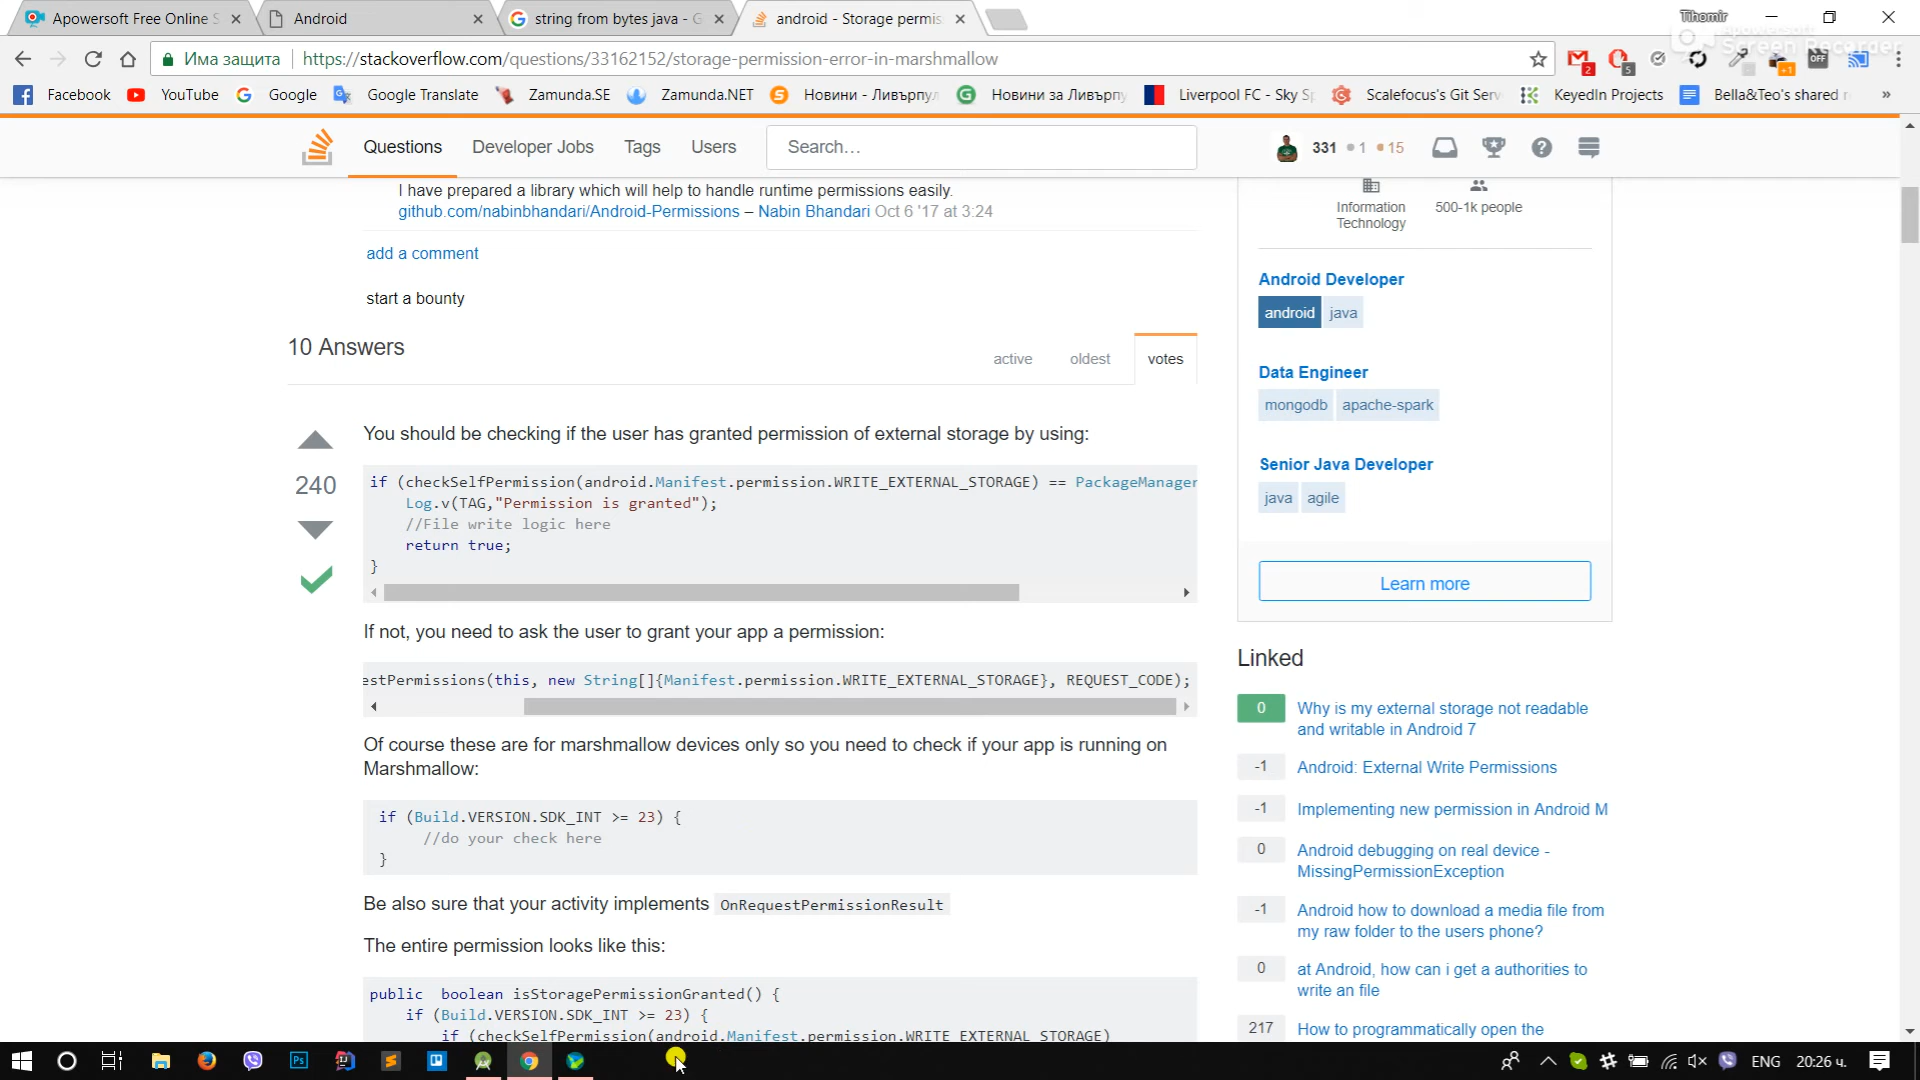 Apowersoft Free Online S
Android
string from bytes java - G
android - Storage permis
Tihomir
Apowersoft
Screen Recorder
Има защита
https://stackoverflow.com/questions/33162152/storage-permission-error-in-marshmallow
2
5
+1
OFF
Facebook
YouTube
Google
Google Translate
Zamunda.SE
Zamunda.NET
Новини - Ливърпул
Новини за Ливърпу
Liverpool FC - Sky Sp
Scalefocus's Git Serv
KeyedIn Projects
Bella&Teo's shared r
»
Questions
Developer Jobs
Tags
Users
Search…
331 1 15
I have prepared a library which will help to handle runtime permissions easily.
github.com/nabinbhandari/Android-Permissions – Nabin Bhandari Oct 6 '17 at 3:24
add a comment
start a bounty
10 Answers
active
oldest
votes
240
You should be checking if the user has granted permission of external storage by using:
if (checkSelfPermission(android.Manifest.permission.WRITE_EXTERNAL_STORAGE) == PackageManager
Log.v(TAG,"Permission is granted");
//File write logic here
return true;
}
If not, you need to ask the user to grant your app a permission:
estPermissions(this, new String[]{Manifest.permission.WRITE_EXTERNAL_STORAGE}, REQUEST_CODE);
Of course these are for marshmallow devices only so you need to check if your app is running on
Marshmallow:
if (Build.VERSION.SDK_INT >= 23) {
//do your check here
}
Be also sure that your activity implements OnRequestPermissionResult
The entire permission looks like this:
public boolean isStoragePermissionGranted() {
if (Build.VERSION.SDK_INT >= 23) {
if (checkSelfPermission(android.Manifest.permission.WRITE_EXTERNAL_STORAGE)
Information
Technology
500-1k people
Android Developer
android java
Data Engineer
mongodb apache-spark
Senior Java Developer
java agile
Learn more
Linked
0 Why is my external storage not readable
and writable in Android 7
-1 Android: External Write Permissions
-1 Implementing new permission in Android M
0 Android debugging on real device -
MissingPermissionException
-1 Android how to download a media file from
my raw folder to the users phone?
0 at Android, how can i get a authorities to
write an file
217 How to programmatically open the
Ps
ENG
20:26 ч.